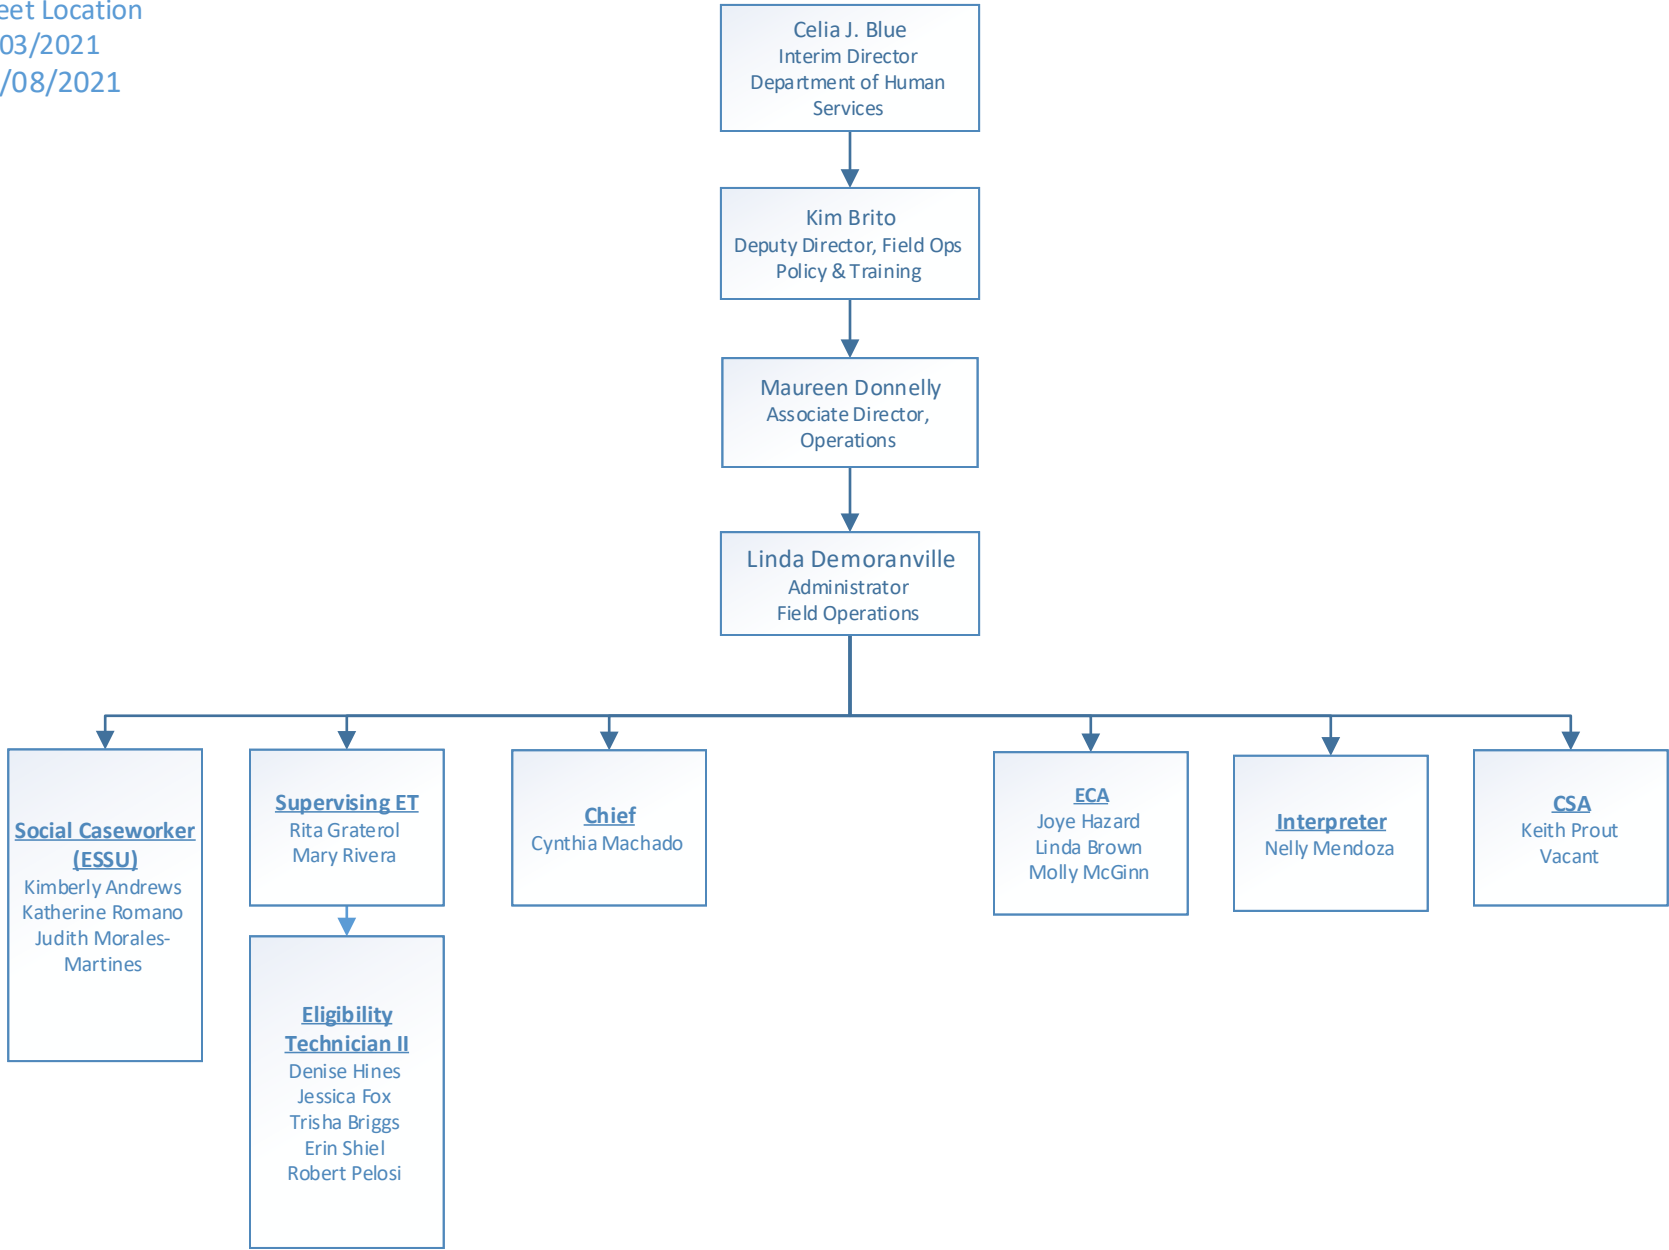 Location
03/2021
/08/2021
Celia J. Blue
Interim Director
Department of Human
Services
Kim Brito
Deputy Director, Field Ops
Policy & Training
Maureen Donnelly
Associate Director,
Operations
Linda Demoranville
Administrator
Field Operations
Social Caseworker
(ESSU)
Kimberly Andrews
Katherine Romano
Judith Morales-
Martines
Supervising ET
Rita Graterol
Mary Rivera
Chief
Cynthia Machado
ECA
Joye Hazard
Linda Brown
Molly McGinn
Interpreter
Nelly Mendoza
CSA
Keith Prout
Vacant
Eligibility
Technician II
Denise Hines
Jessica Fox
Trisha Briggs
Erin Shiel
Robert Pelosi